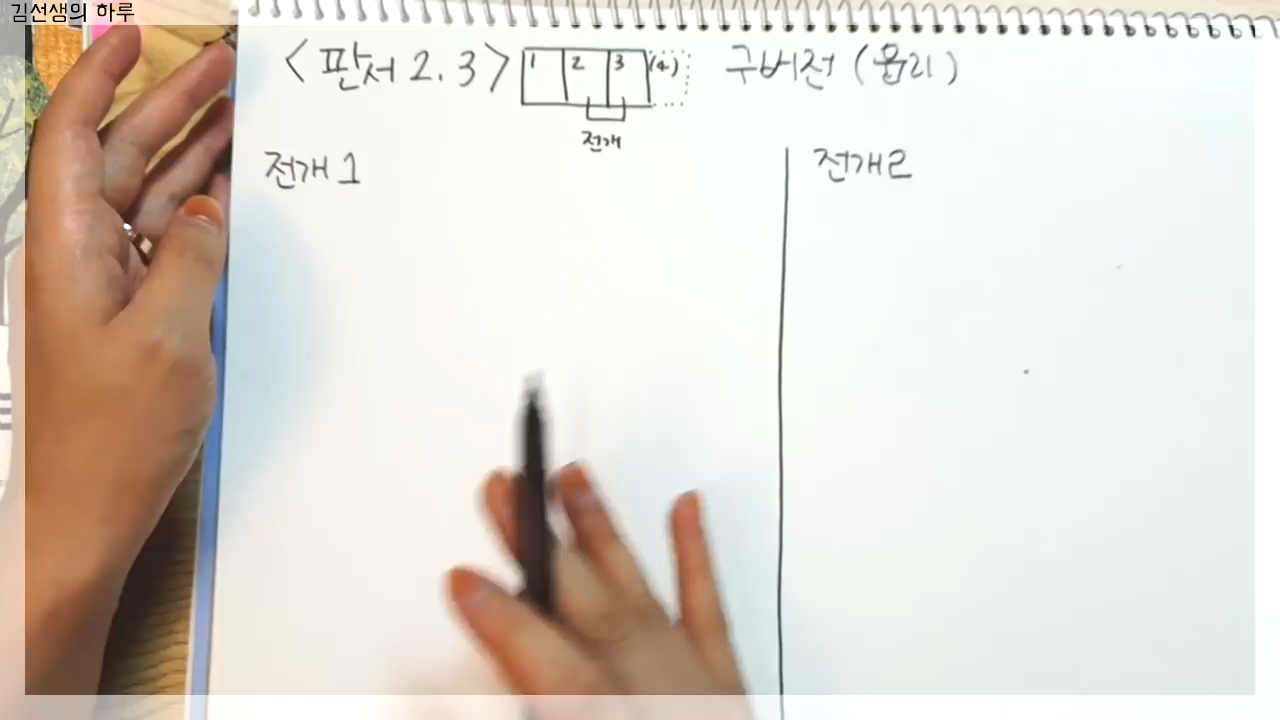 김선생의 하루
<판서 2.3> 1 2 3 (4) 구버전 (윤리)
전개
전개 1 전개 2